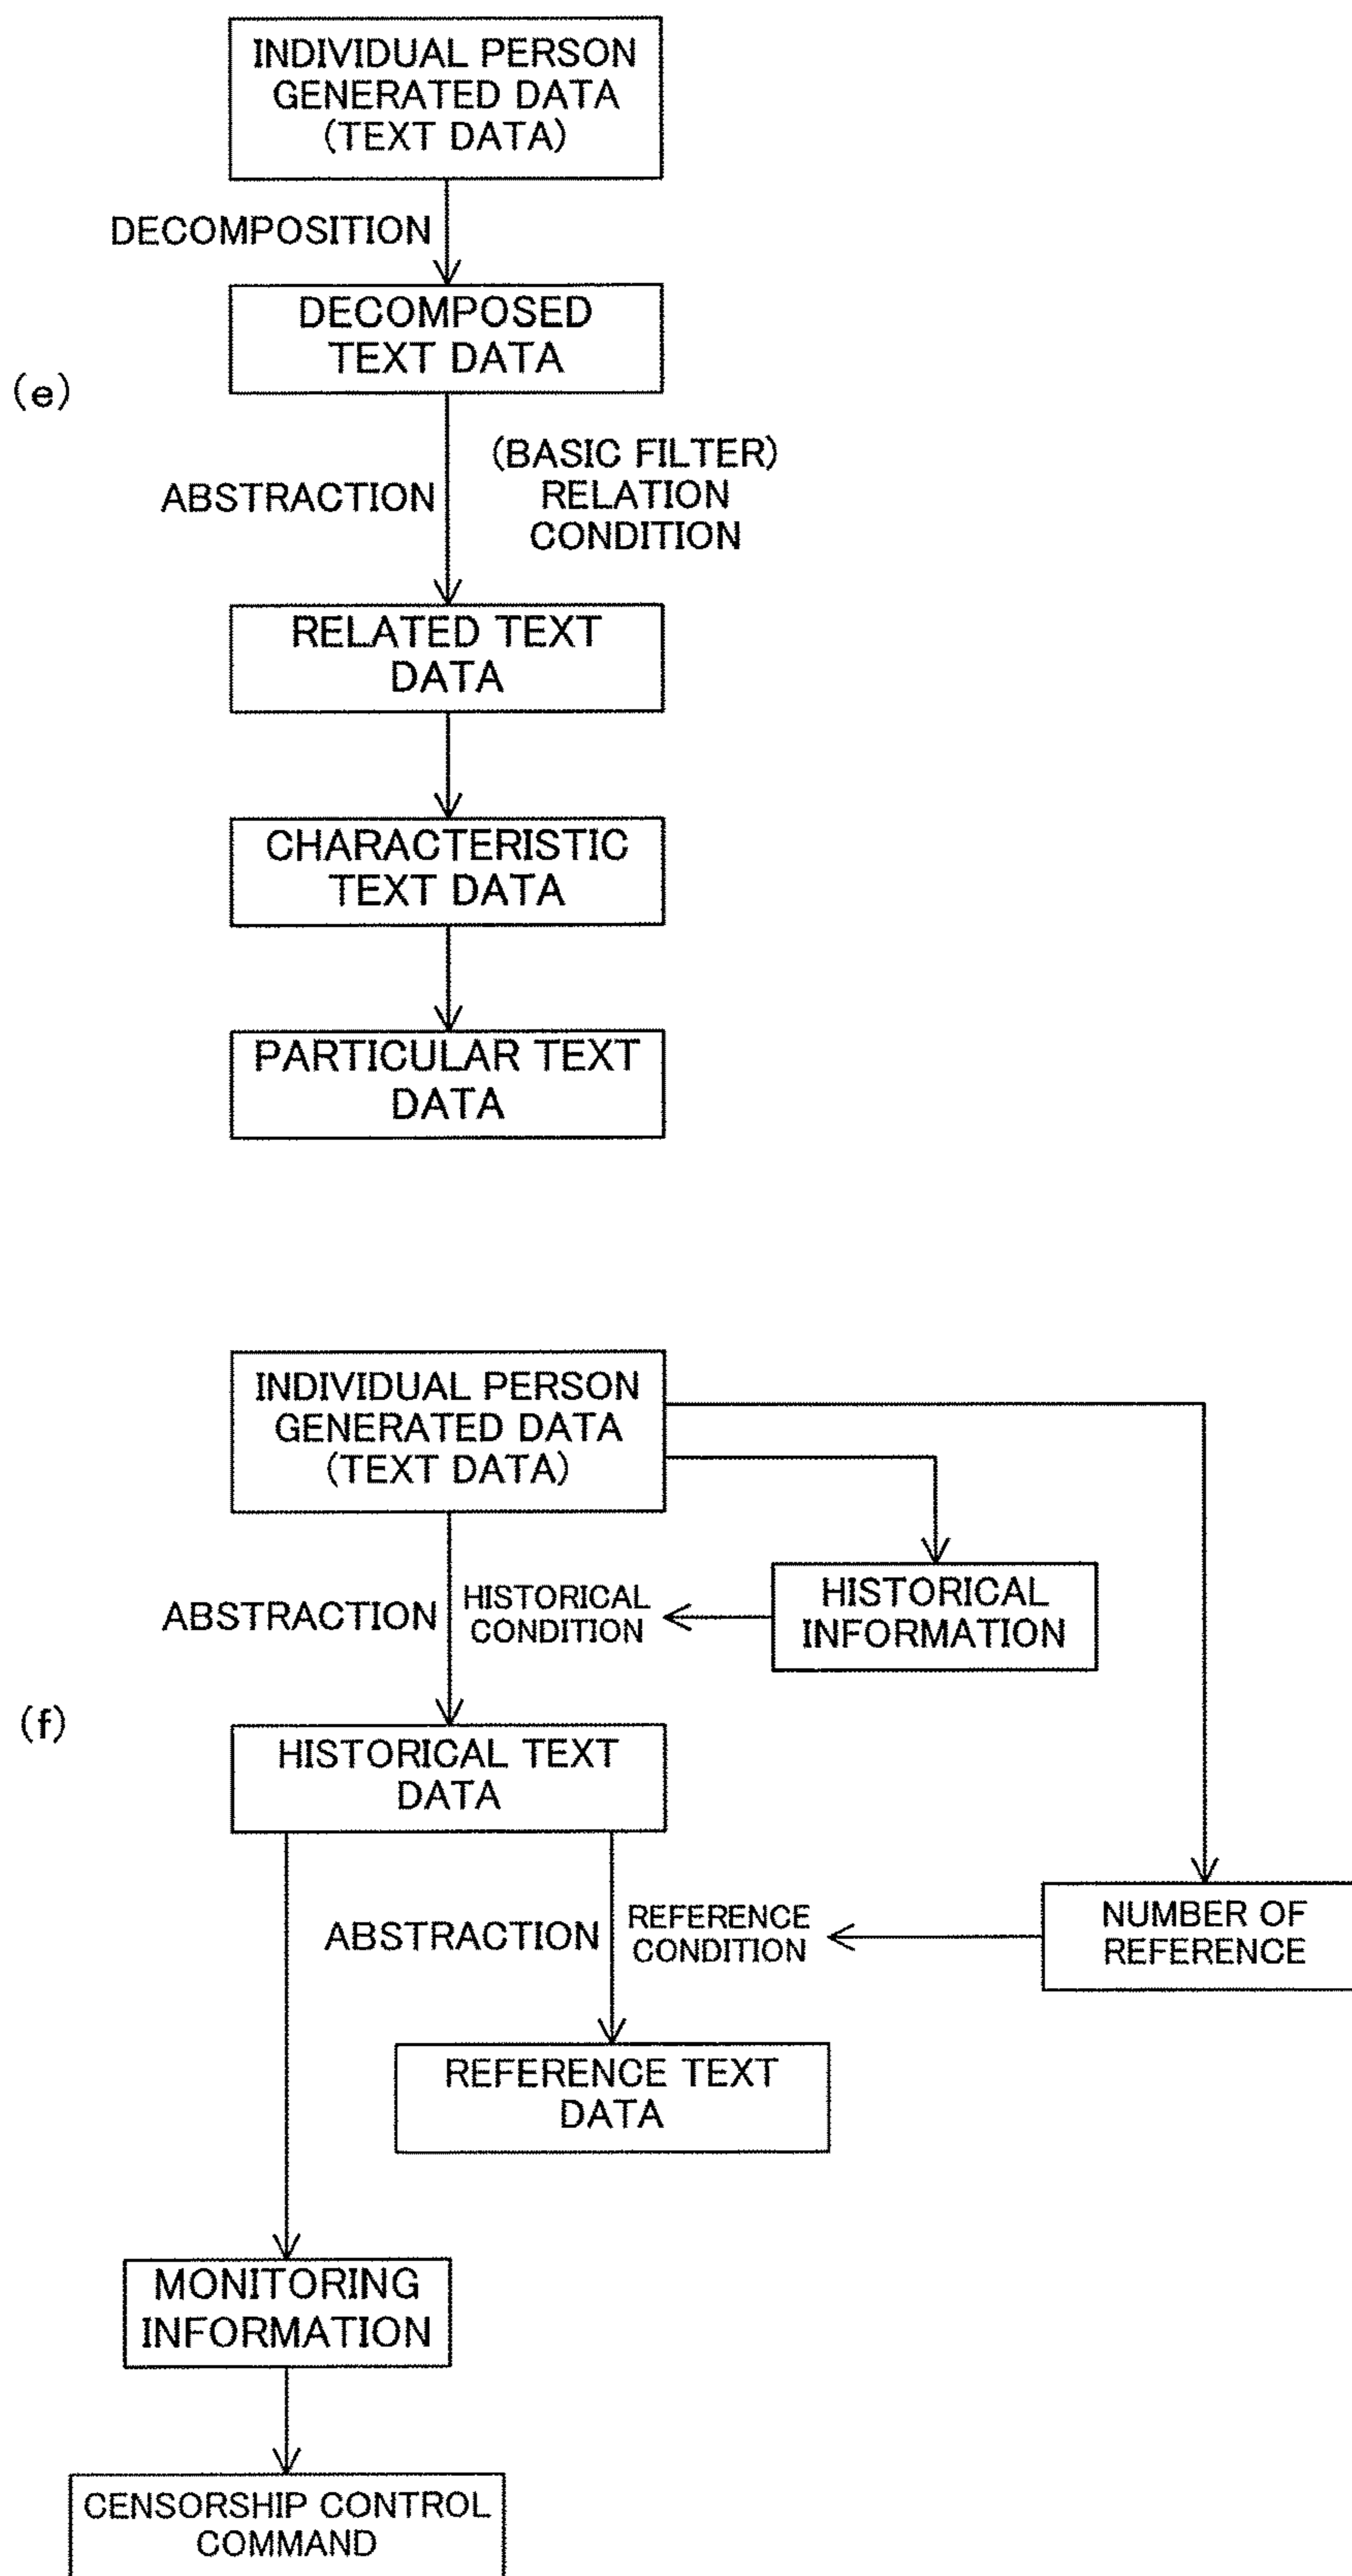 INDIVIDUAL PERSON
GENERATED DATA
(TEXT DATA)
DECOMPOSITION
DECOMPOSED
TEXT DATA
(e)
(BASIC FILTER)
RELATION
CONDITION
ABSTRACTION
RELATED TEXT
DATA
CHARACTERISTIC
TEXT DATA
PARTICULAR TEXT
DATA
INDIVIDUAL PERSON
GENERATED DATA
(TEXT DATA)
ABSTRACTION
HISTORICAL
CONDITION
HISTORICAL
INFORMATION
(f)
HISTORICAL TEXT
DATA
ABSTRACTION
REFERENCE
CONDITION
NUMBER OF
REFERENCE
REFERENCE TEXT
DATA
MONITORING
INFORMATION
CENSORSHIP CONTROL
COMMAND